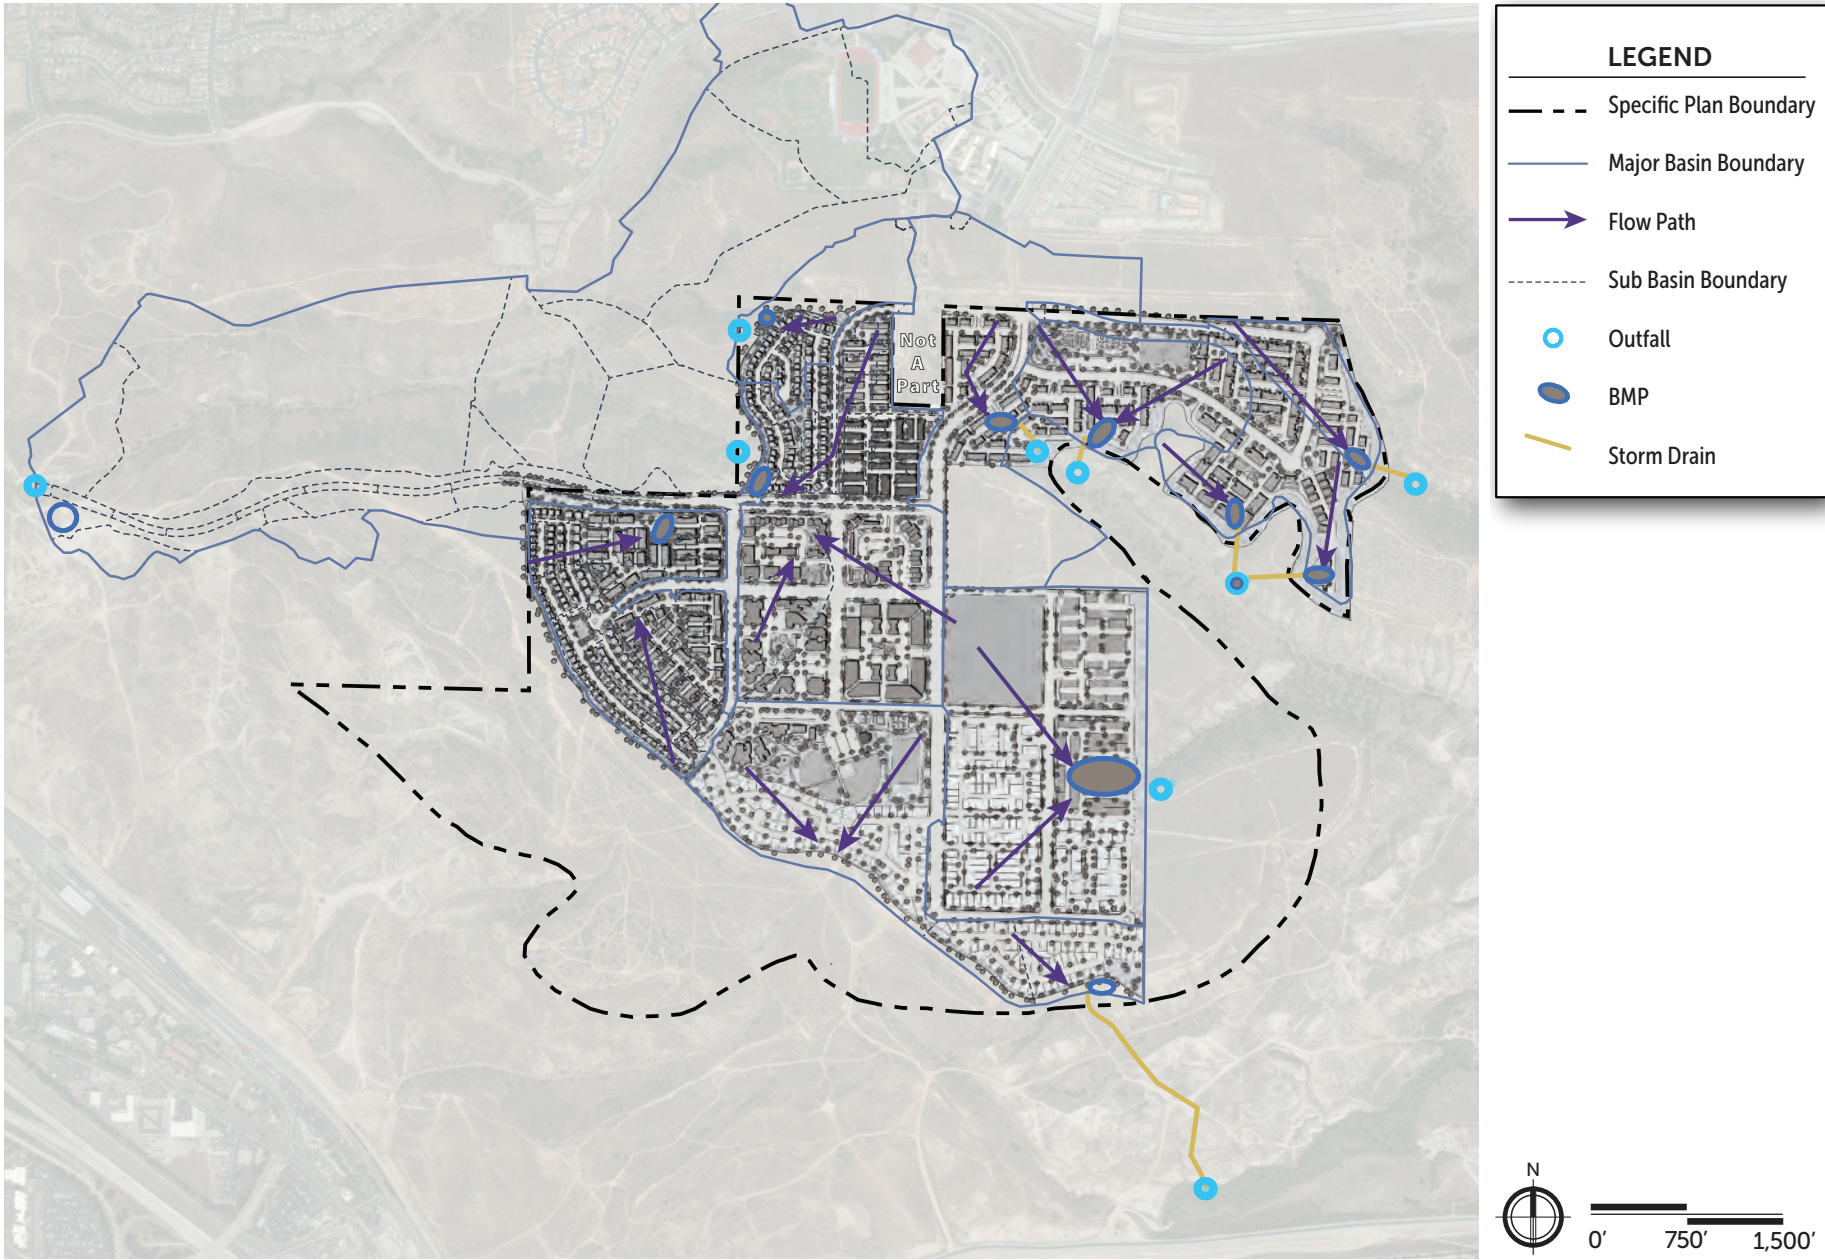 LEGEND
Specific Plan Boundary
Major Basin Boundary
Flow Path
Sub Basin Boundary
Outfall
BMP
Storm Drain
Not
A
Part
N
0' 750' 1,500'